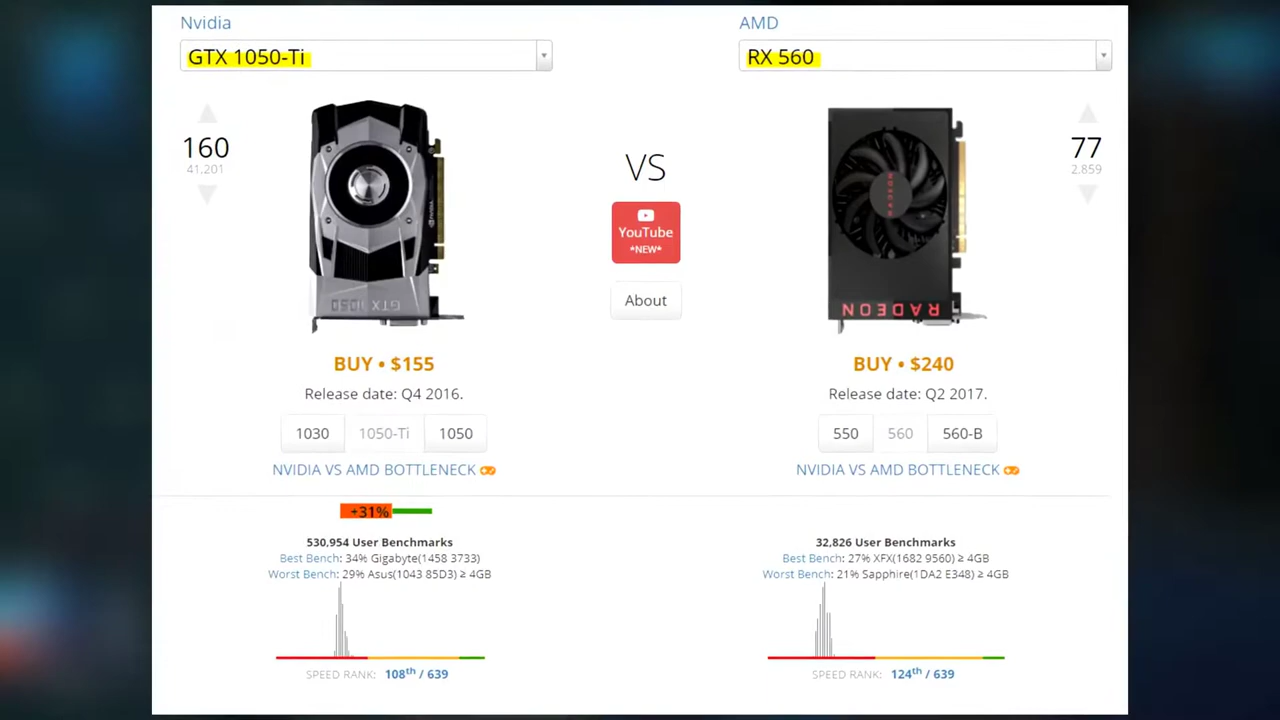 Nvidia
AMD
GTX 1050-Ti
RX 560
160
41.201
77
2.859
VS
YouTube
*NEW*
About
GTX 1050
RADEON
RADEON
BUY • $155
BUY • $240
Release date: Q4 2016.
Release date: Q2 2017.
1030
1050-Ti
1050
550
560
560-B
NVIDIA VS AMD BOTTLENECK
NVIDIA VS AMD BOTTLENECK
+31%
530,954 User Benchmarks
Best Bench: 34% Gigabyte(1458 3733)
Worst Bench: 29% Asus(1043 85D3) ≥ 4GB
32,826 User Benchmarks
Best Bench: 27% XFX(1682 9560) ≥ 4GB
Worst Bench: 21% Sapphire(1DA2 E348) ≥ 4GB
SPEED RANK: 108th / 639
SPEED RANK: 124th / 639